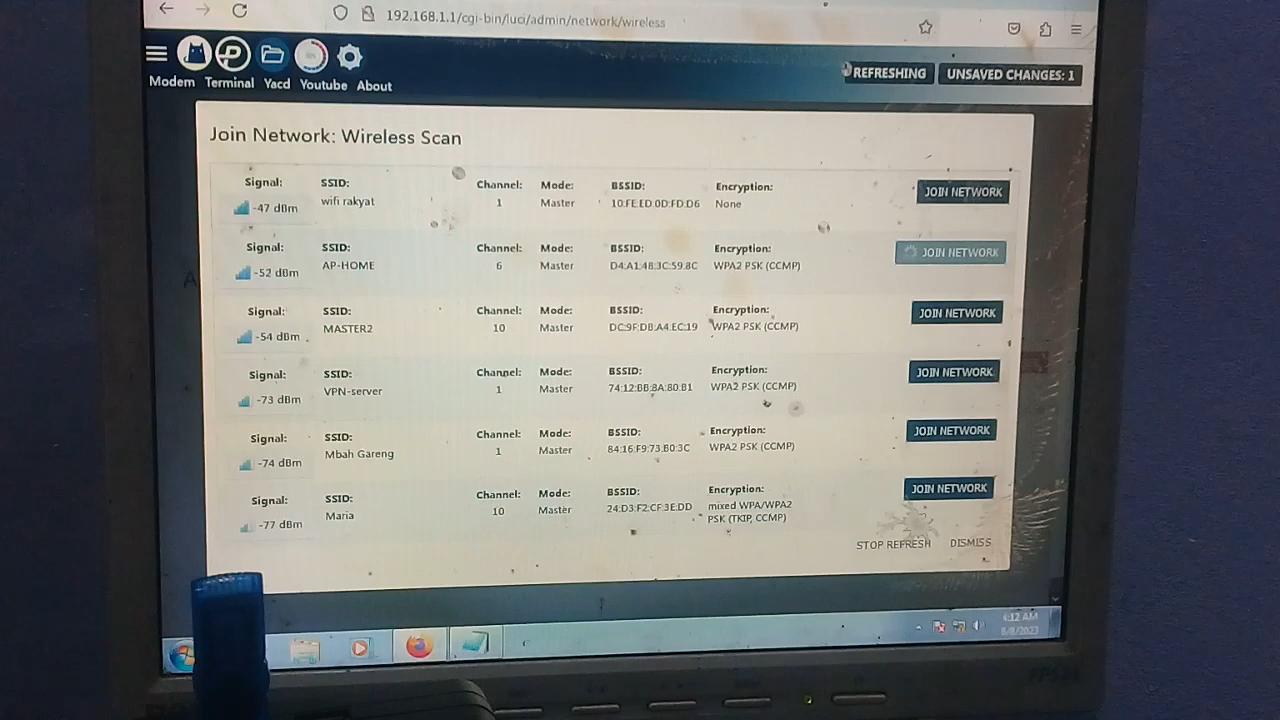 192.168.1.1/cgi-bin/luci/admin/network/wireless
Modem Terminal Yacd Youtube About
REFRESHING UNSAVED CHANGES: 1
Join Network: Wireless Scan
Signal: SSID: Channel: Mode: BSSID: Encryption:
-47 dBm wifi rakyat 1 Master 10:FE:ED:0D:FD:D6 None JOIN NETWORK
Signal: SSID: Channel: Mode: BSSID: Encryption:
-52 dBm AP-HOME 6 Master D4:A1:48:3C:59:8C WPA2 PSK (CCMP) JOIN NETWORK
Signal: SSID: Channel: Mode: BSSID: Encryption:
-54 dBm MASTER2 10 Master DC:9F:DB:A4:EC:19 WPA2 PSK (CCMP) JOIN NETWORK
Signal: SSID: Channel: Mode: BSSID: Encryption:
-73 dBm VPN-server 1 Master 74:12:BB:8A:80:B1 WPA2 PSK (CCMP) JOIN NETWORK
Signal: SSID: Channel: Mode: BSSID: Encryption:
-74 dBm Mbah Gareng 1 Master 84:16:F9:73:B0:3C WPA2 PSK (CCMP) JOIN NETWORK
Signal: SSID: Channel: Mode: BSSID: Encryption:
-77 dBm Maria 10 Master 24:D3:F2:CF:3E:DD mixed WPA/WPA2 JOIN NETWORK
PSK (TKIP, CCMP)
STOP REFRESH DISMISS
4:12 AM